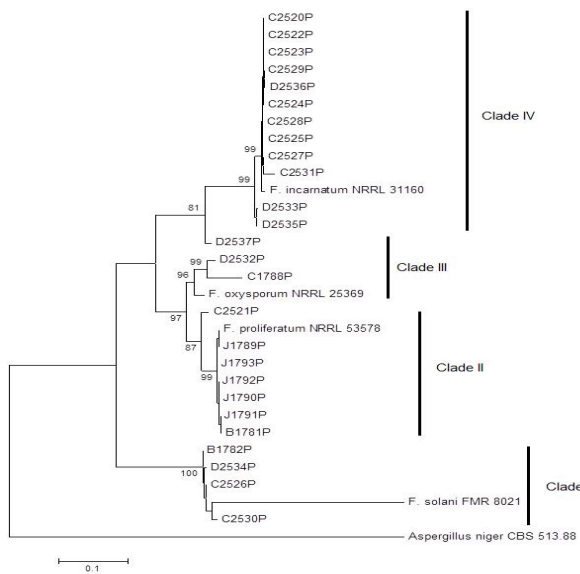 C2520P
C2522P
C2523P
C2529P
D2536P
C2524P
Clade IV
C2528P
C2525P
99
C2527P
C2531P
99
F. incarnatum NRRL 31160
D2533P
81
D2535P
D2537P
99
D2532P
Clade III
96
C1788P
F. oxysporum NRRL 25369
97
C2521P
F. proliferatum NRRL 53578
87
J1789P
J1793P
Clade II
99
J1792P
J1790P
J1791P
B1781P
B1782P
100
D2534P
C2526P
Clade
F. solani FMR 8021
C2530P
Aspergillus niger CBS 513.88
0.1